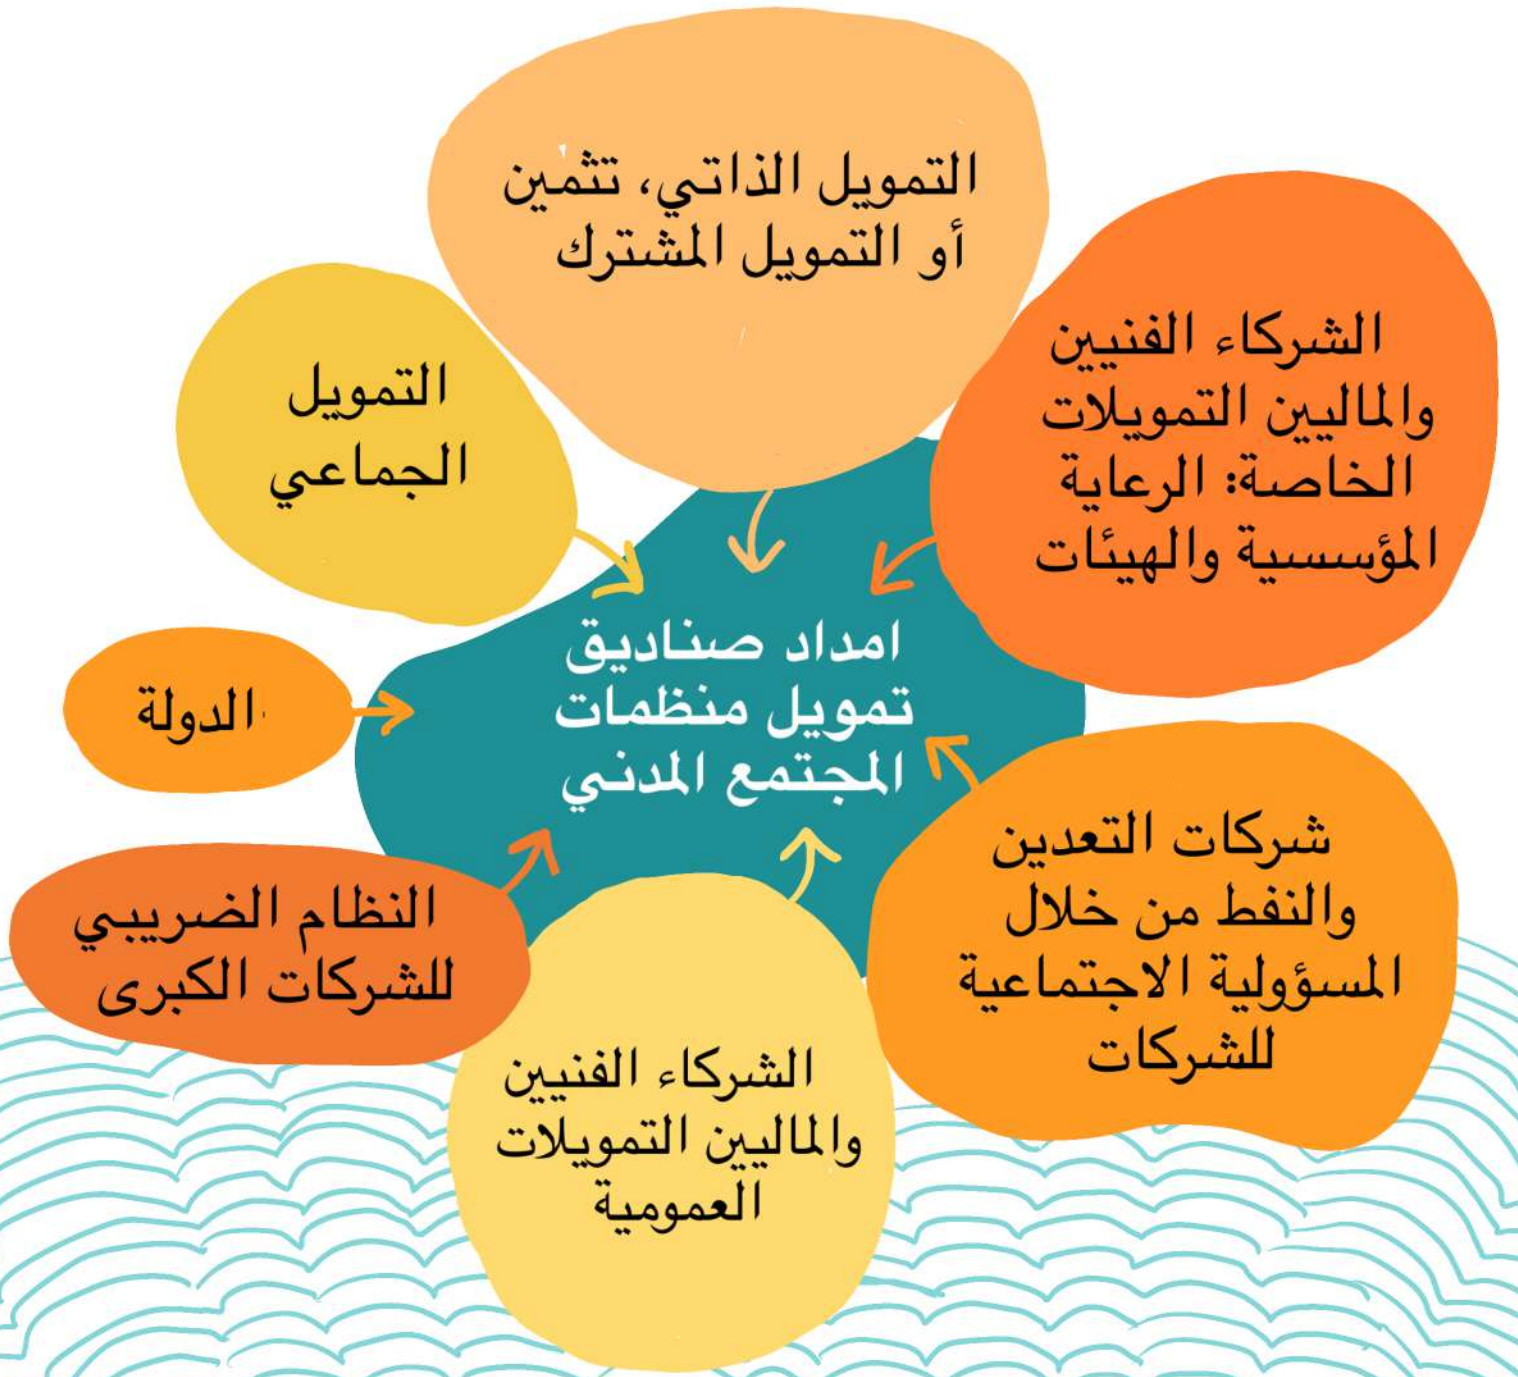 التمويل الذاتي، تثمين
أو التمويل المشترك
الشركاء الفنيين
والماليين التمويلات
الخاصة: الرعاية
المؤسسية والهيئات
التمويل
الجماعي
امداد صناديق
تمويل منظمات
المجتمع المدني
الدولة
شركات التعدين
والنفط من خلال
المسؤولية الاجتماعية
للشركات
النظام الضريبي
للشركات الكبرى
الشركاء الفنيين
والماليين التمويلات
العمومية